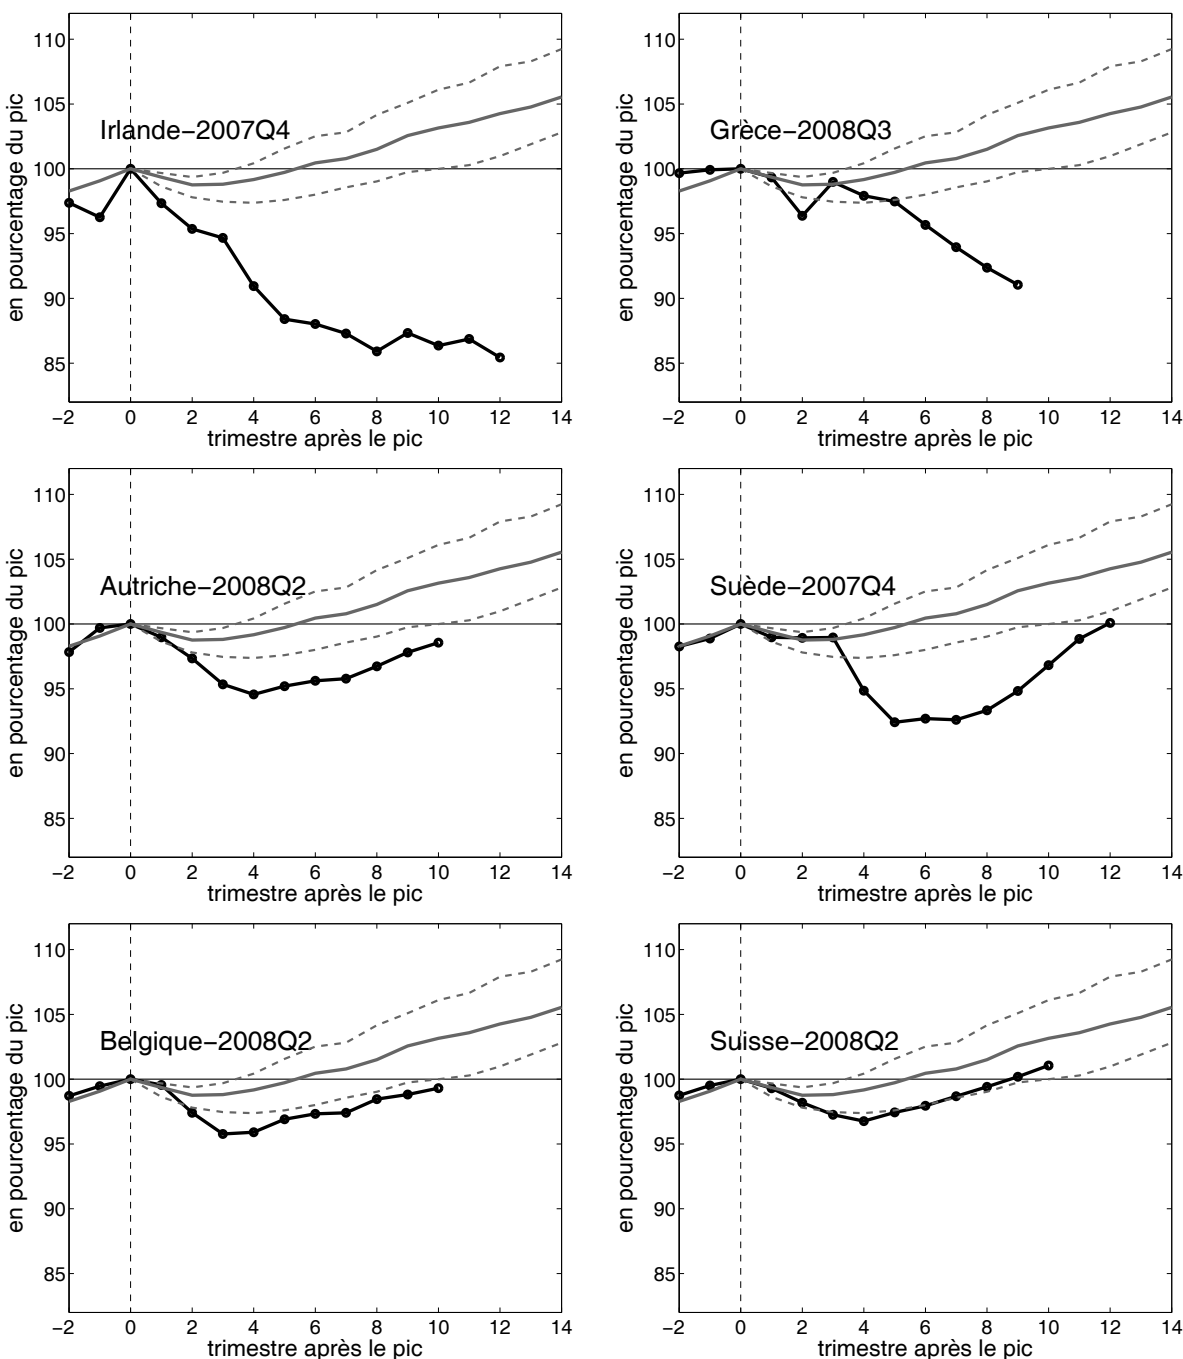 110
105
100
95
90
85
en pourcentage du pic
Irlande−2007Q4
−2 0 2 4 6 8 10 12 14
trimestre après le pic
110
105
100
95
90
85
en pourcentage du pic
Grèce−2008Q3
−2 0 2 4 6 8 10 12 14
trimestre après le pic
110
105
100
95
90
85
en pourcentage du pic
Autriche−2008Q2
−2 0 2 4 6 8 10 12 14
trimestre après le pic
110
105
100
95
90
85
en pourcentage du pic
Suède−2007Q4
−2 0 2 4 6 8 10 12 14
trimestre après le pic
110
105
100
95
90
85
en pourcentage du pic
Belgique−2008Q2
−2 0 2 4 6 8 10 12 14
trimestre après le pic
110
105
100
95
90
85
en pourcentage du pic
Suisse−2008Q2
−2 0 2 4 6 8 10 12 14
trimestre après le pic